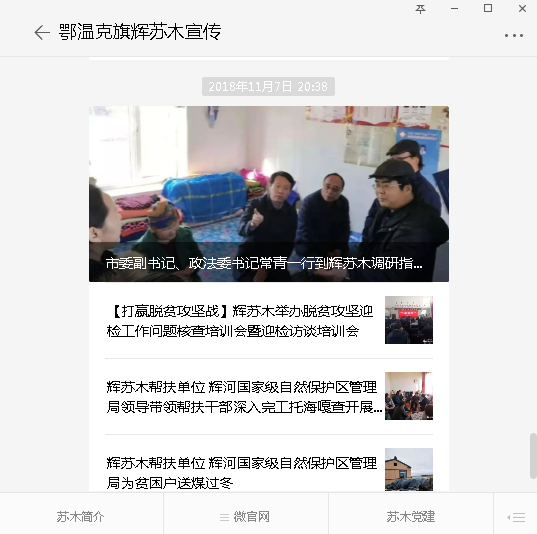 鄂温克旗辉苏木宣传
2018年11月7日 20:38
市委副书记、政法委书记常青一行到辉苏木调研指...
【打赢脱贫攻坚战】辉苏木举办脱贫攻坚迎
检工作问题核查培训会暨迎检访谈培训会
辉苏木帮扶单位 辉河国家级自然保护区管理
局领导带领帮扶干部深入完工托海嘎查开展...
辉苏木帮扶单位 辉河国家级自然保护区管理
局为贫困户送煤过冬
苏木简介
微官网
苏木党建